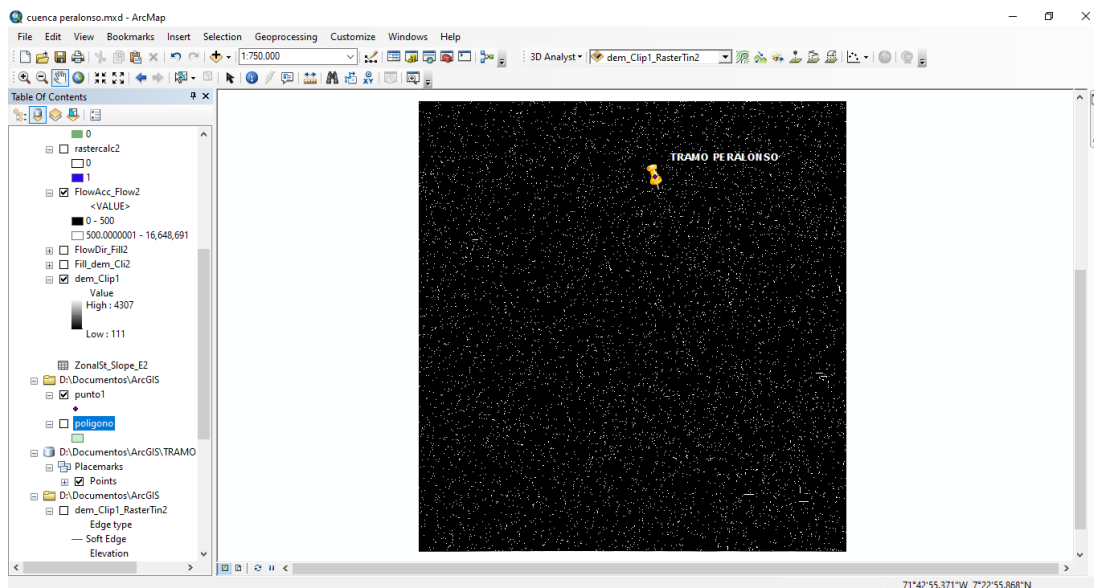 cuenca peralonso.mxd - ArcMap
File Edit View Bookmarks Insert Selection Geoprocessing Customize Windows Help
1:750,000
3D Analyst
dem_Clip1_RasterTin2
Table Of Contents
0
rastercalc2
0
1
FlowAcc_Flow2
<VALUE>
0 - 500
500.0000001 - 16,648,691
FlowDir_Fill2
Fill_dem_Cli2
dem_Clip1
Value
High : 4307
Low : 111
ZonalSt_Slope_E2
D:\Documentos\ArcGIS
punto1
poligono
D:\Documentos\ArcGIS\TRAMO
Placemarks
Points
D:\Documentos\ArcGIS
dem_Clip1_RasterTin2
Edge type
Soft Edge
Elevation
TRAMO PERALONSO
71°42'55.371"W 7°22'55.868"N